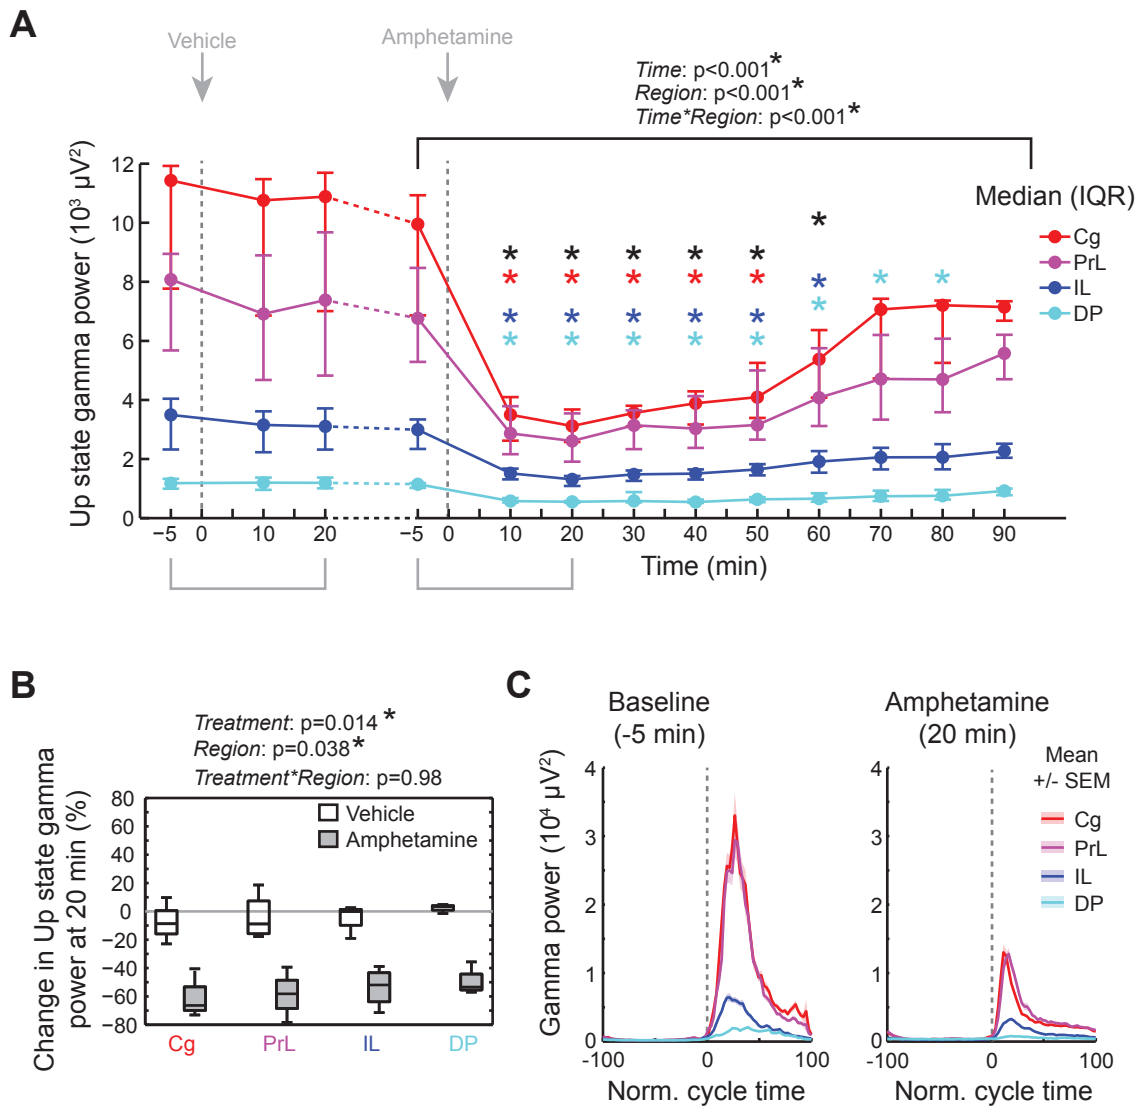 A
Vehicle
Amphetamine
Time: p<0.001*
Region: p<0.001*
Time*Region: p<0.001*
Up state gamma power (10³ µV²)
12
10
8
6
4
2
0
* * * * * *
* * * * *
* * * * * *
* * * * * * * *
Median (IQR)
Cg
PrL
IL
DP
−5 0 10 20 −5 0 10 20 30 40 50 60 70 80 90
Time (min)
B
Treatment: p=0.014 *
Region: p=0.038*
Treatment*Region: p=0.98
Change in Up state gamma
power at 20 min (%)
80
60
40
20
0
−20
−40
−60
−80
Vehicle
Amphetamine
Cg PrL IL DP
C
Baseline
(-5 min)
Amphetamine
(20 min)
Mean
+/- SEM
Cg
PrL
IL
DP
Gamma power (10⁴ µV²)
4
3
2
1
0
-100 0 100
Norm. cycle time
4
3
2
1
0
-100 0 100
Norm. cycle time